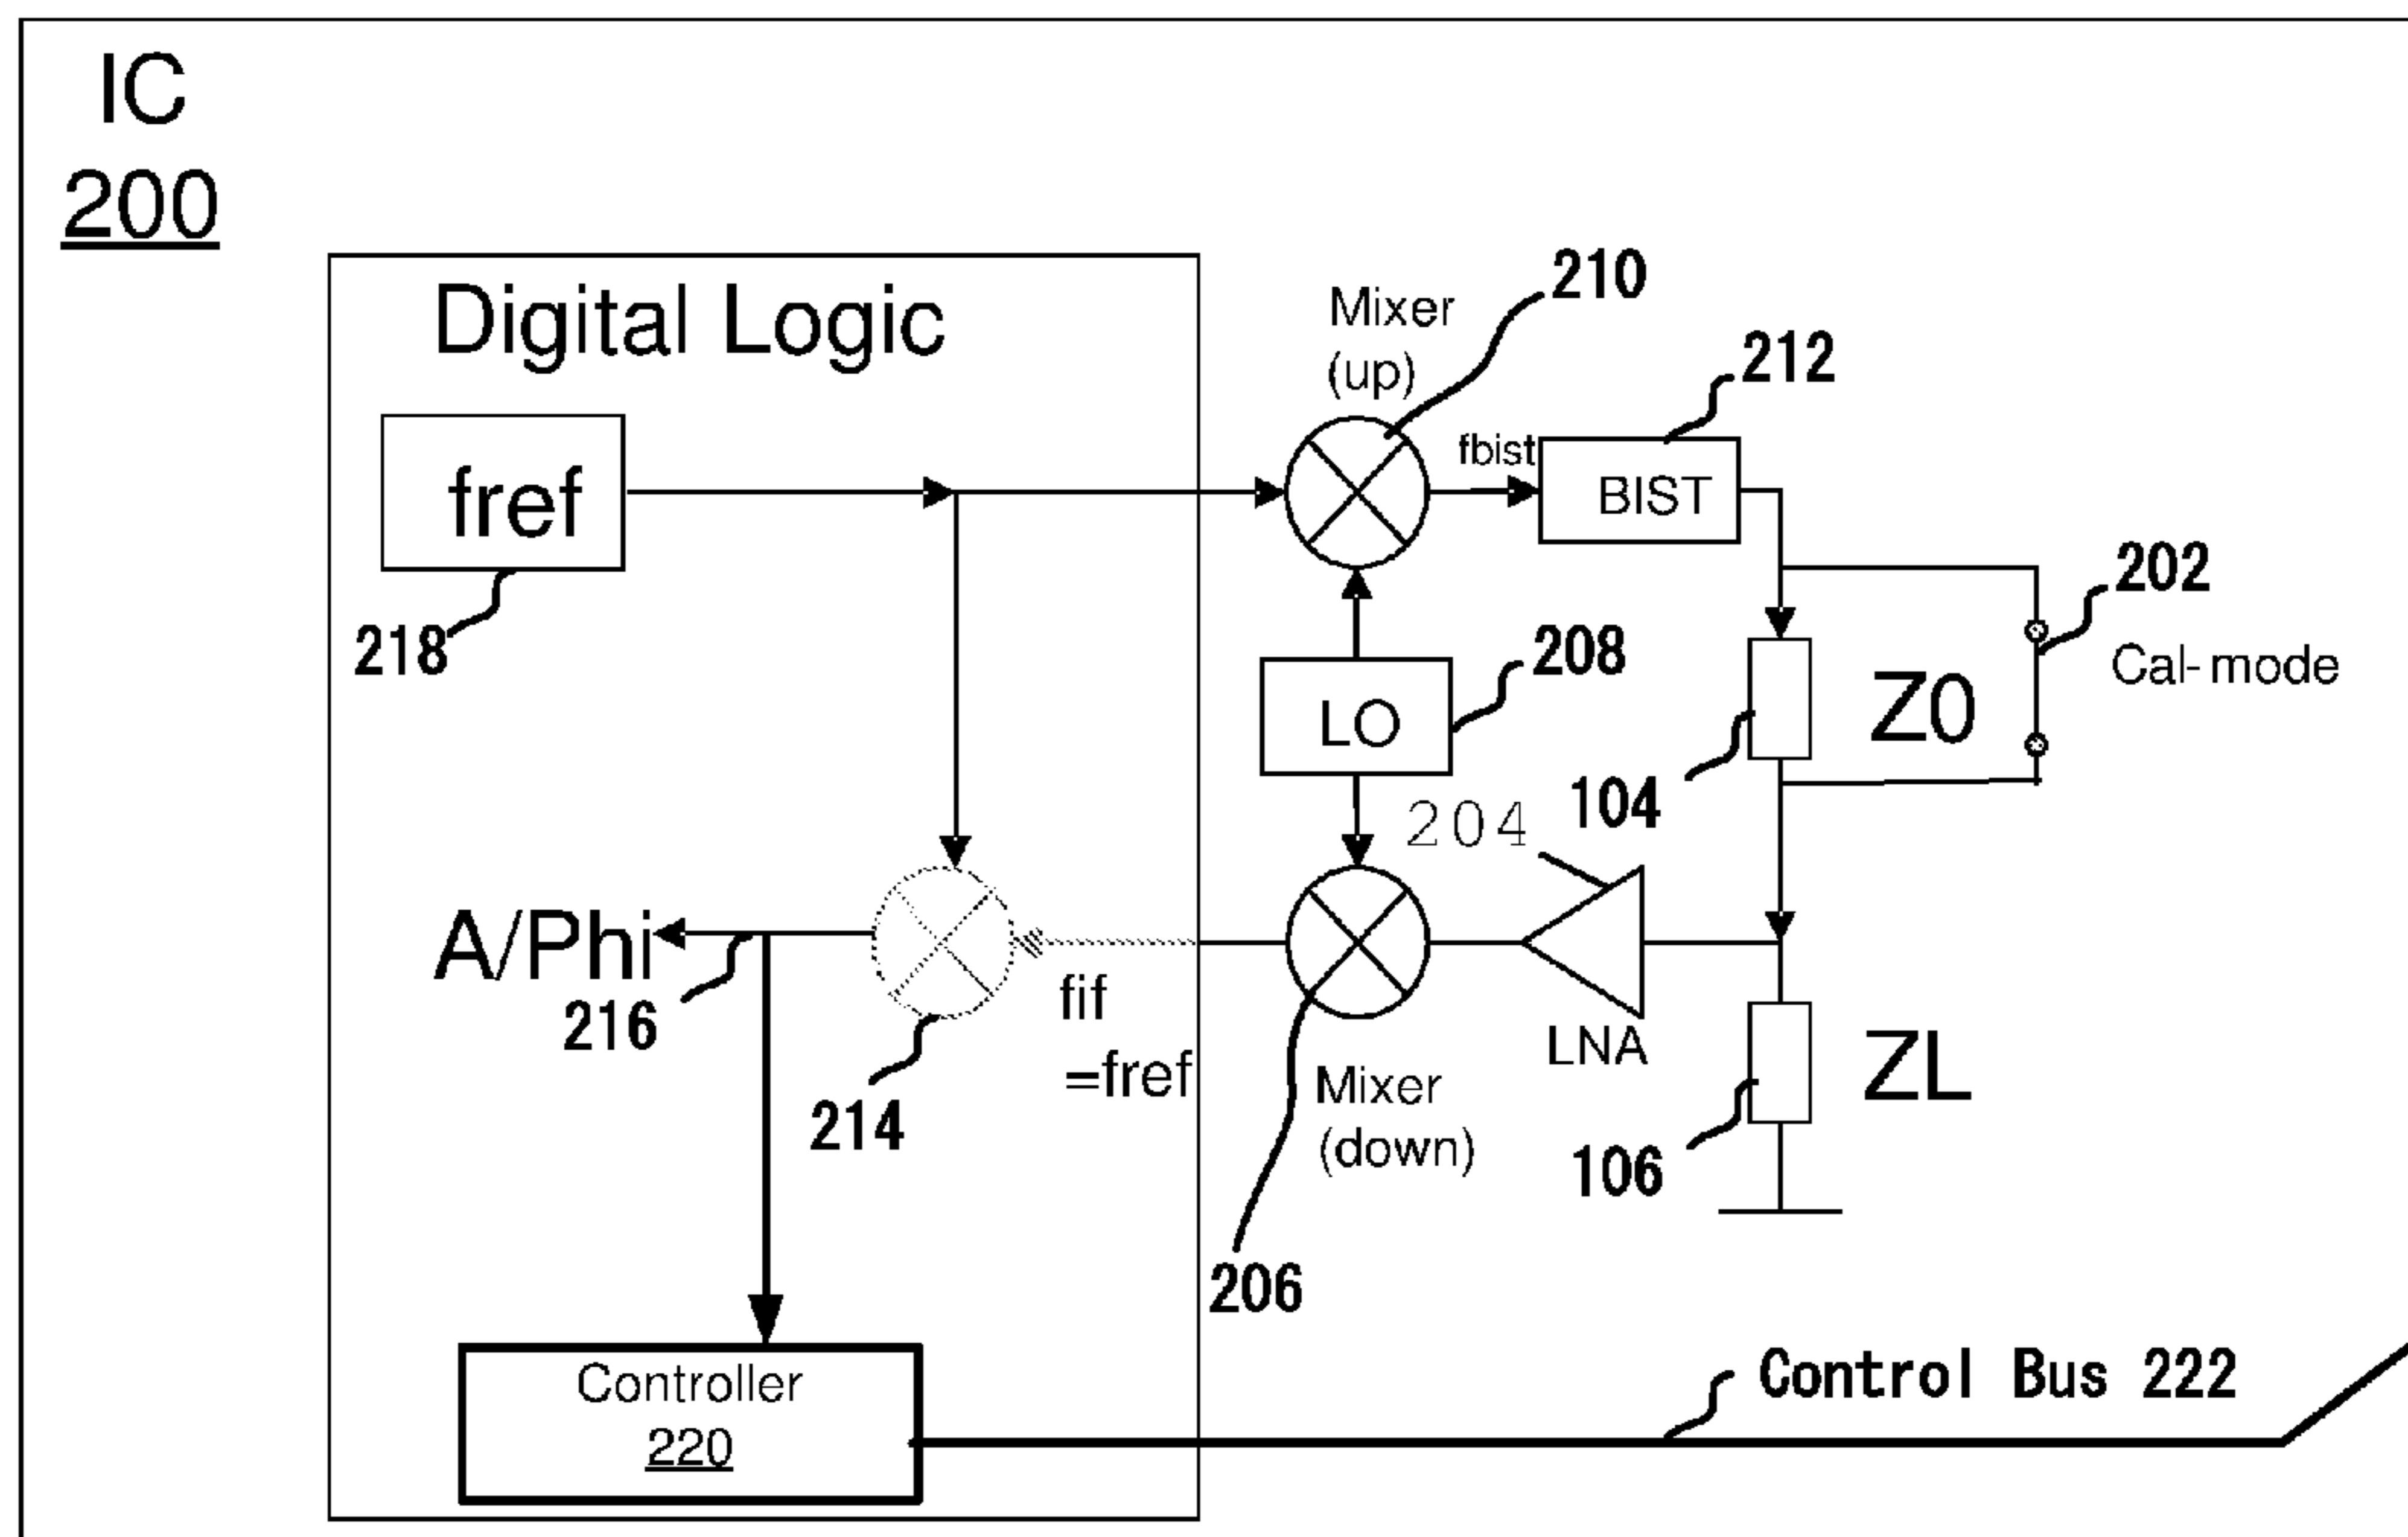 IC
200
Digital Logic
fref
218
Mixer
(up)
210
fbist
212
BIST
202
Cal-mode
208
LO
Z0
104
204
A/Phi
216
214
fif
=fref
Mixer
(down)
206
LNA
ZL
106
Controller
220
Control Bus 222